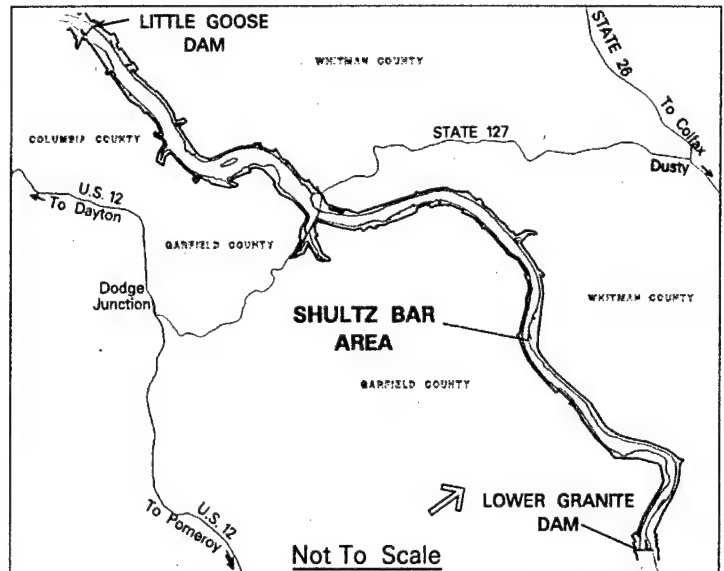 LITTLE GOOSE
DAM
WHITMAN COUNTY
STATE 26
To Colfax
COLUMBIA COUNTY
STATE 127
Dusty
U.S. 12
To Dayton
GARFIELD COUNTY
Dodge
Junction
WHITMAN COUNTY
SHULTZ BAR
AREA
GARFIELD COUNTY
LOWER GRANITE
DAM
U.S. 12
To Pomeroy
Not To Scale